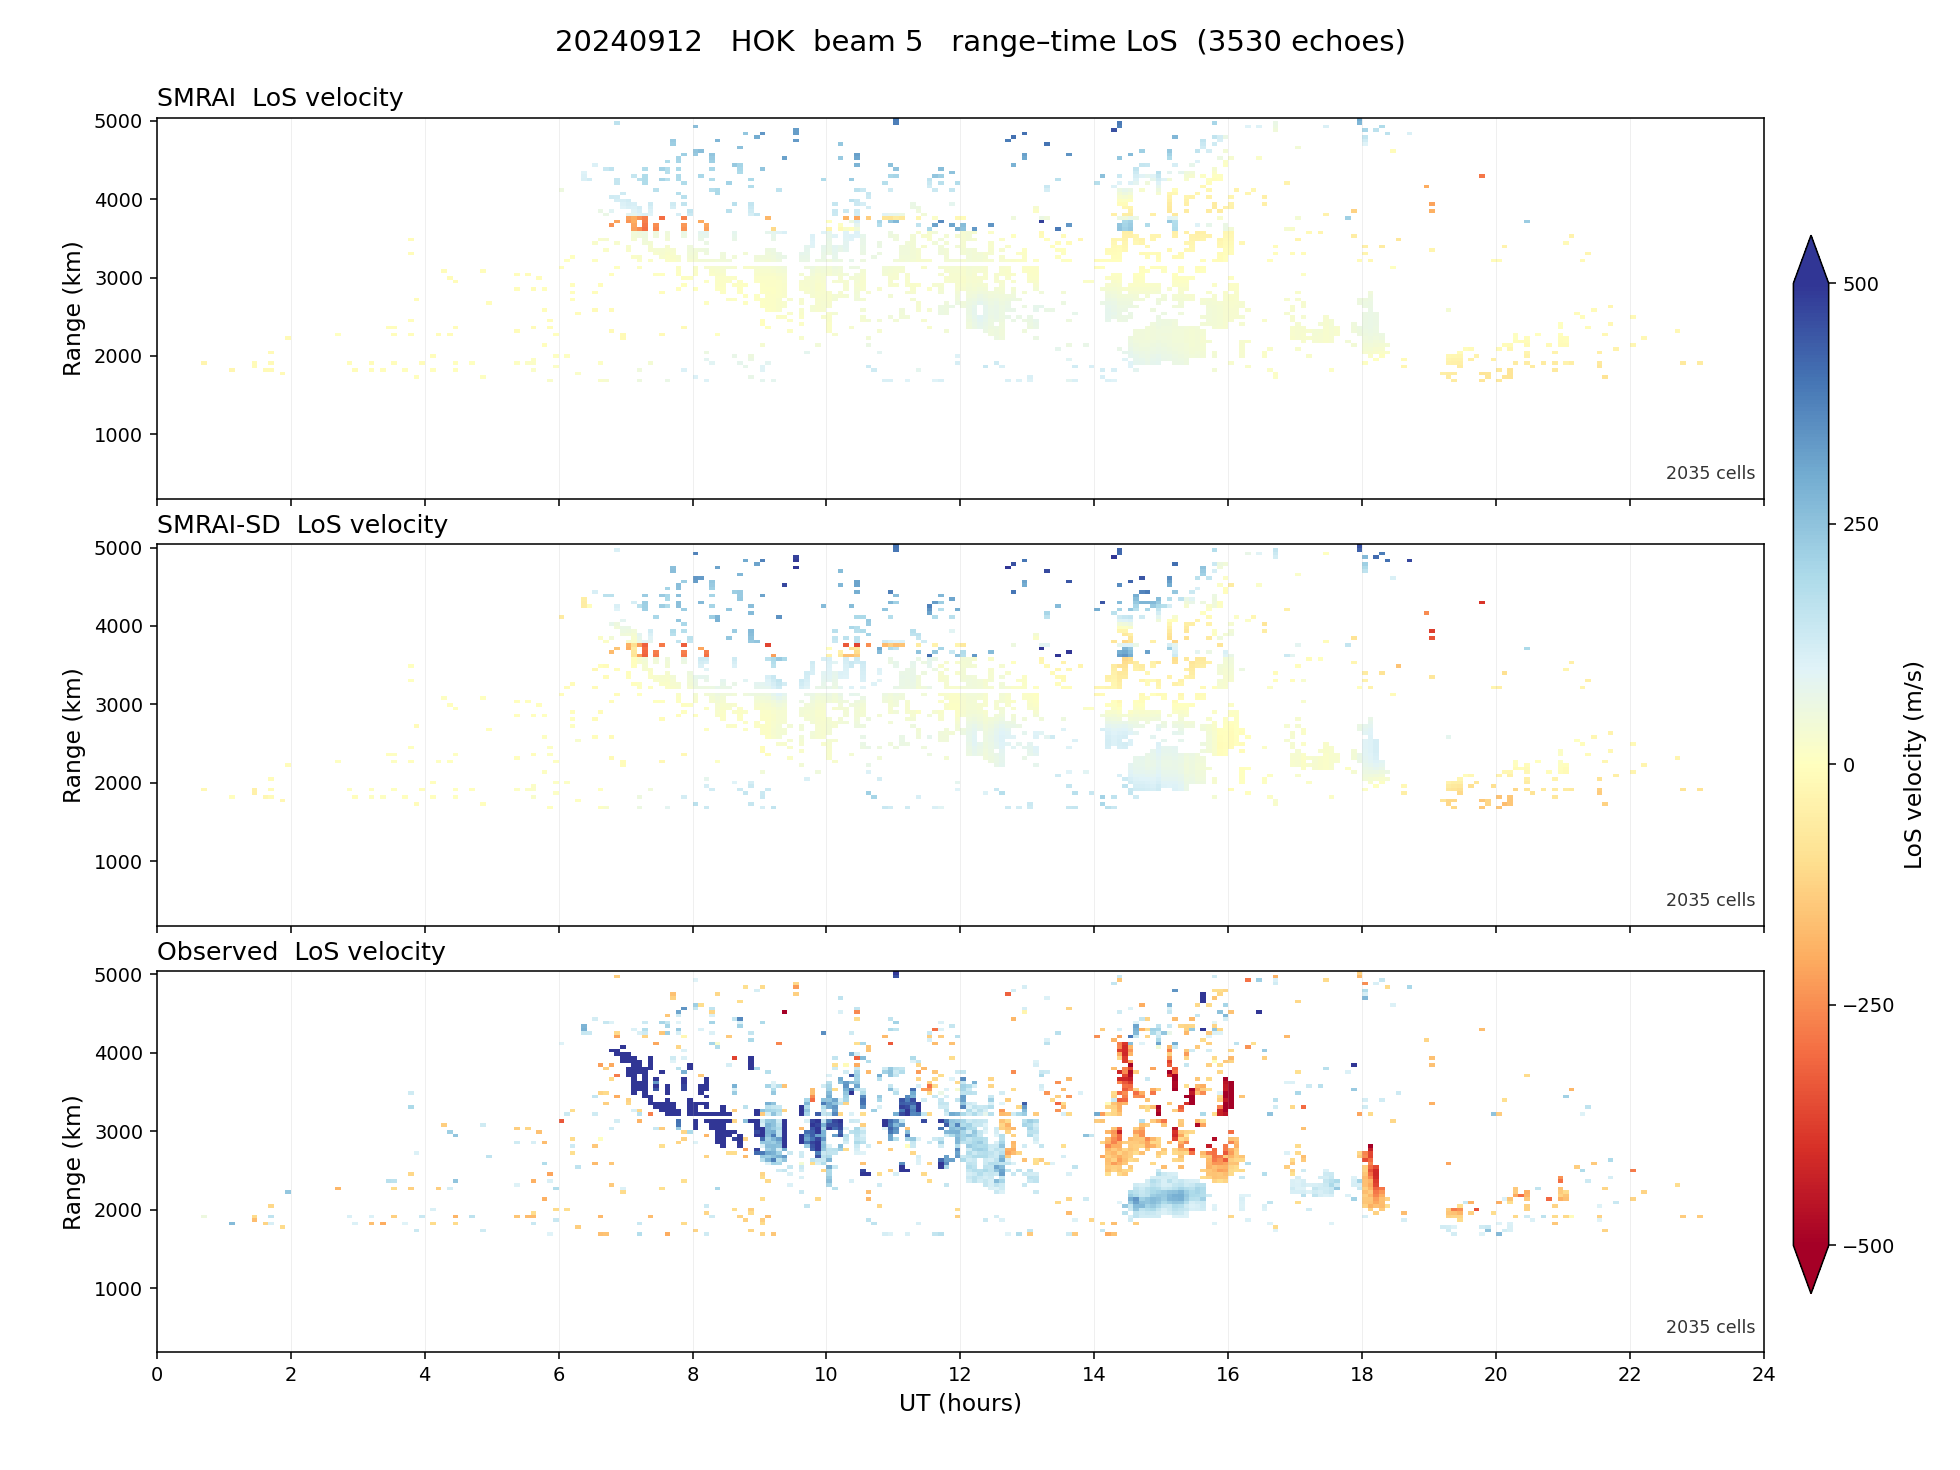 20240912   HOK  beam 5   range–time LoS  (3530 echoes)
SMRAI  LoS velocity
5000
4000
3000
2000
1000
Range (km)
2035 cells
SMRAI-SD  LoS velocity
5000
4000
3000
2000
1000
Range (km)
2035 cells
Observed  LoS velocity
5000
4000
3000
2000
1000
Range (km)
2035 cells
0 2 4 6 8 10 12 14 16 18 20 22 24
UT (hours)
500
250
0
−250
−500
LoS velocity (m/s)